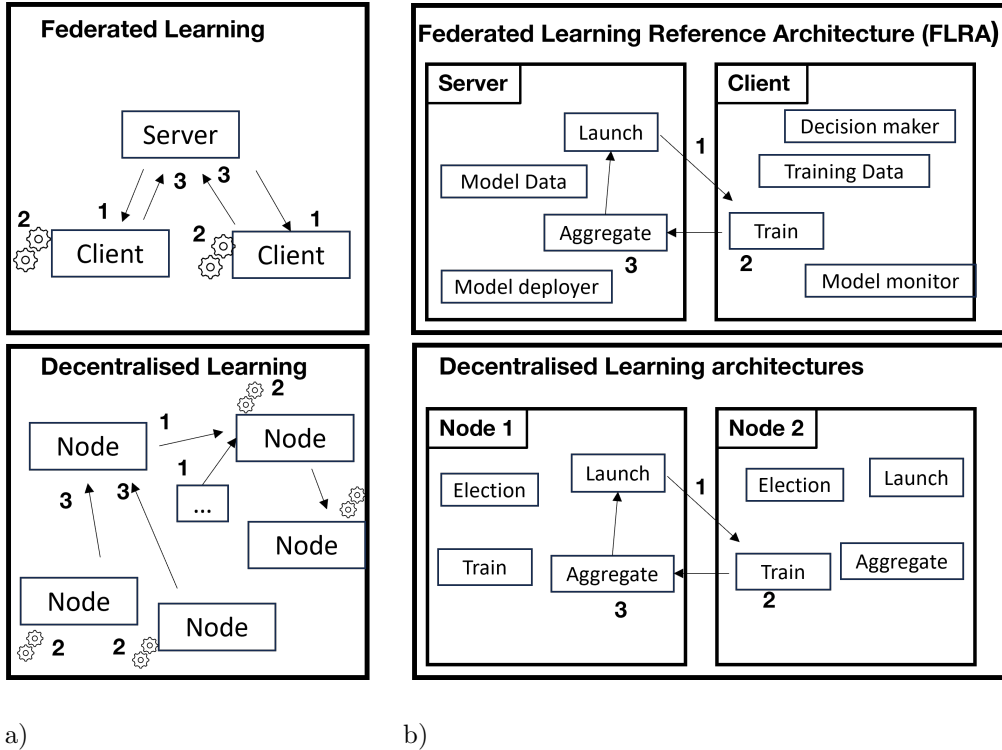 Federated Learning
Server
3
3
1
1
2
2
Client
Client
Decentralised Learning
2
1
Node
Node
1
3
3
...
Node
Node
Node
2
2
a)
Federated Learning Reference Architecture (FLRA)
Server
Client
Launch
Decision maker
1
Model Data
Training Data
Aggregate
Train
3
2
Model deployer
Model monitor
Decentralised Learning architectures
Node 1
Node 2
Launch
Election
1
Election
Launch
Train
Aggregate
Train
Aggregate
3
2
b)